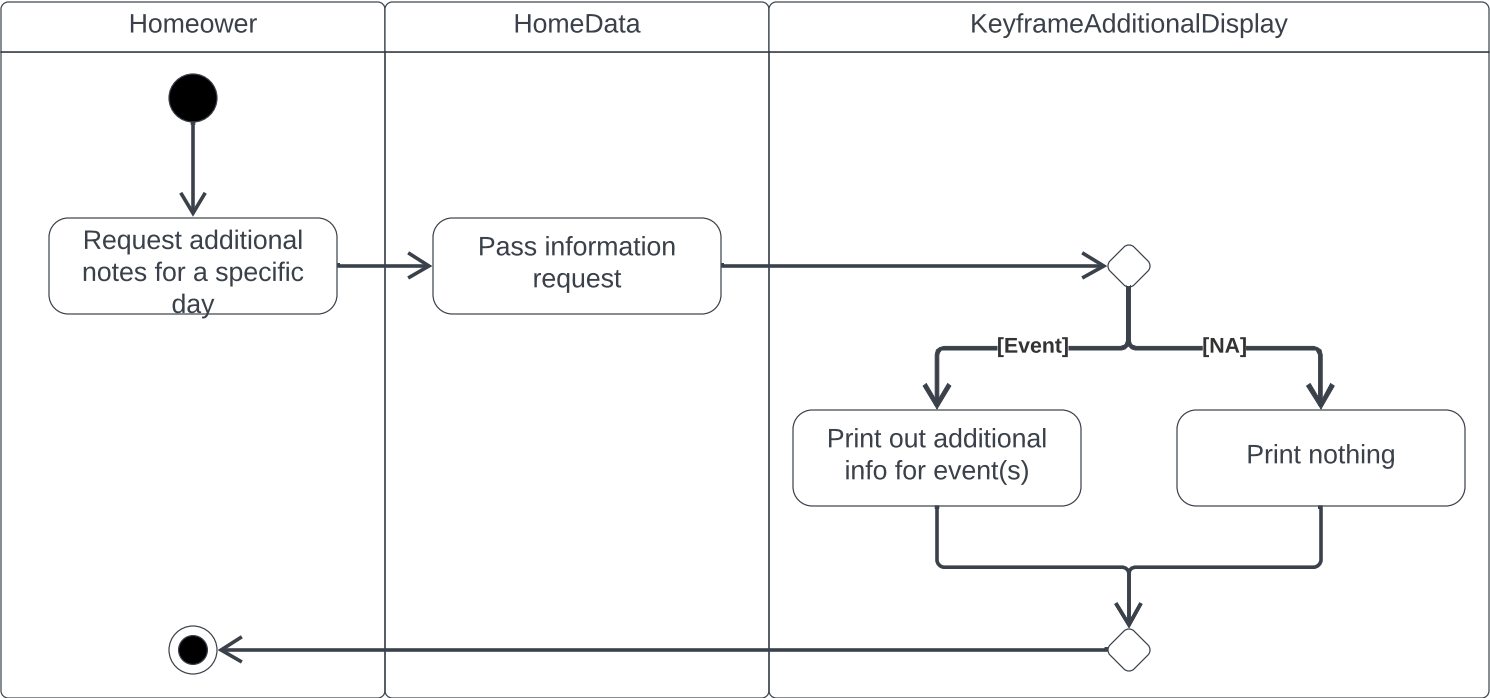 Homeower
HomeData
KeyframeAdditionalDisplay
Request additional
notes for a specific
day
Pass information
request
[Event]
[NA]
Print out additional
info for event(s)
Print nothing